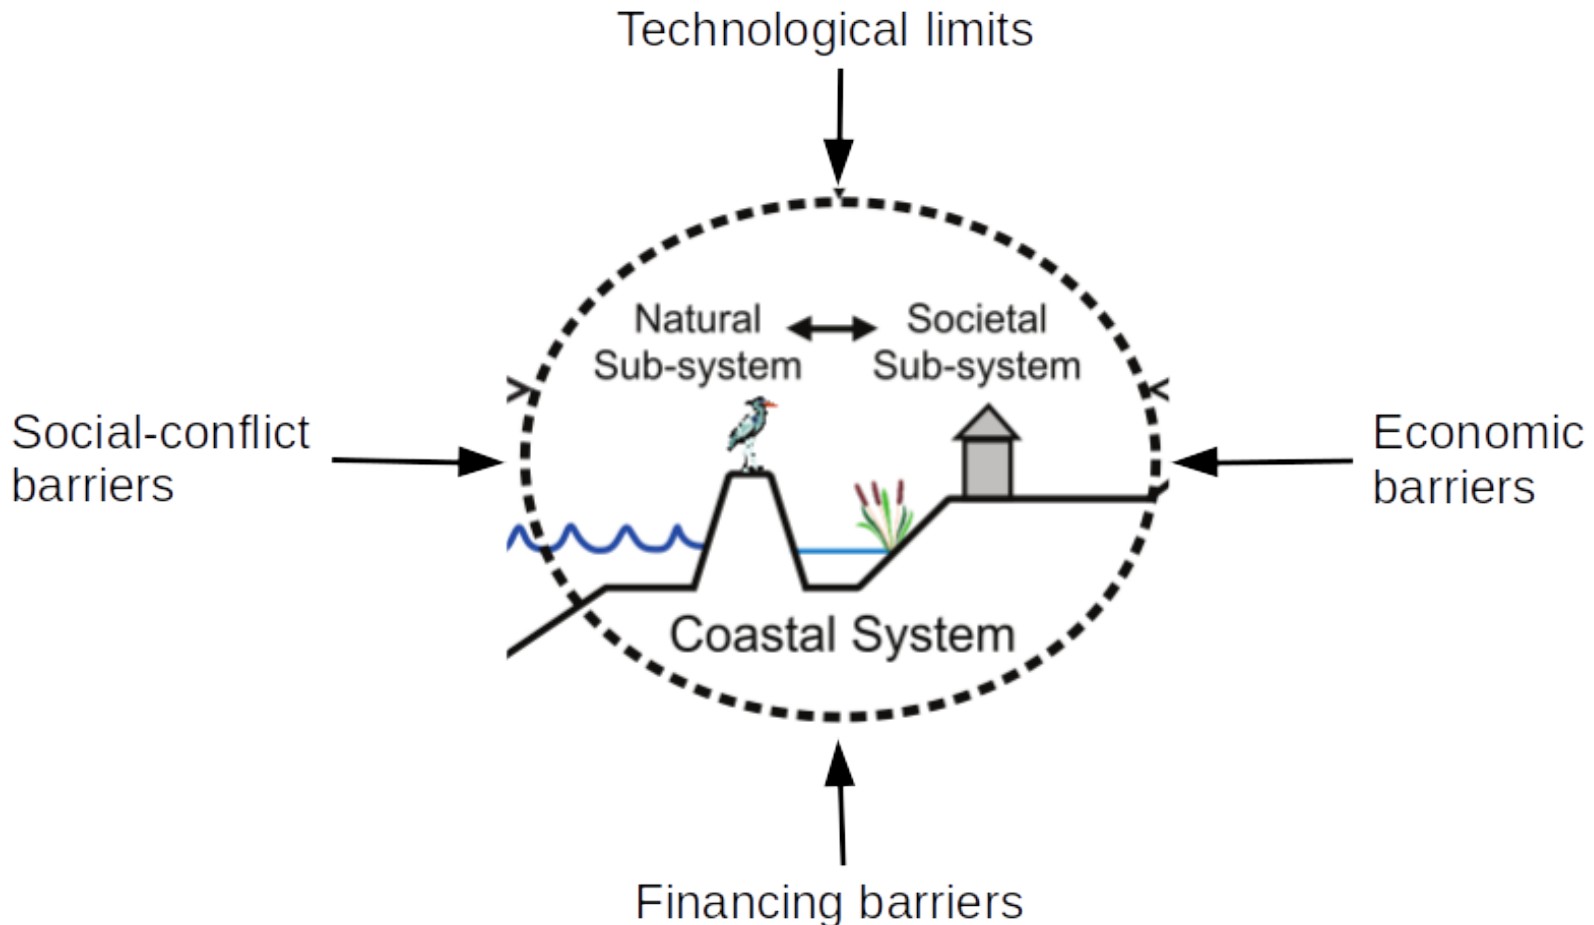 Technological limits
Natural
Sub-system
Societal
Sub-system
Social-conflict
barriers
Economic
barriers
Coastal System
Financing barriers